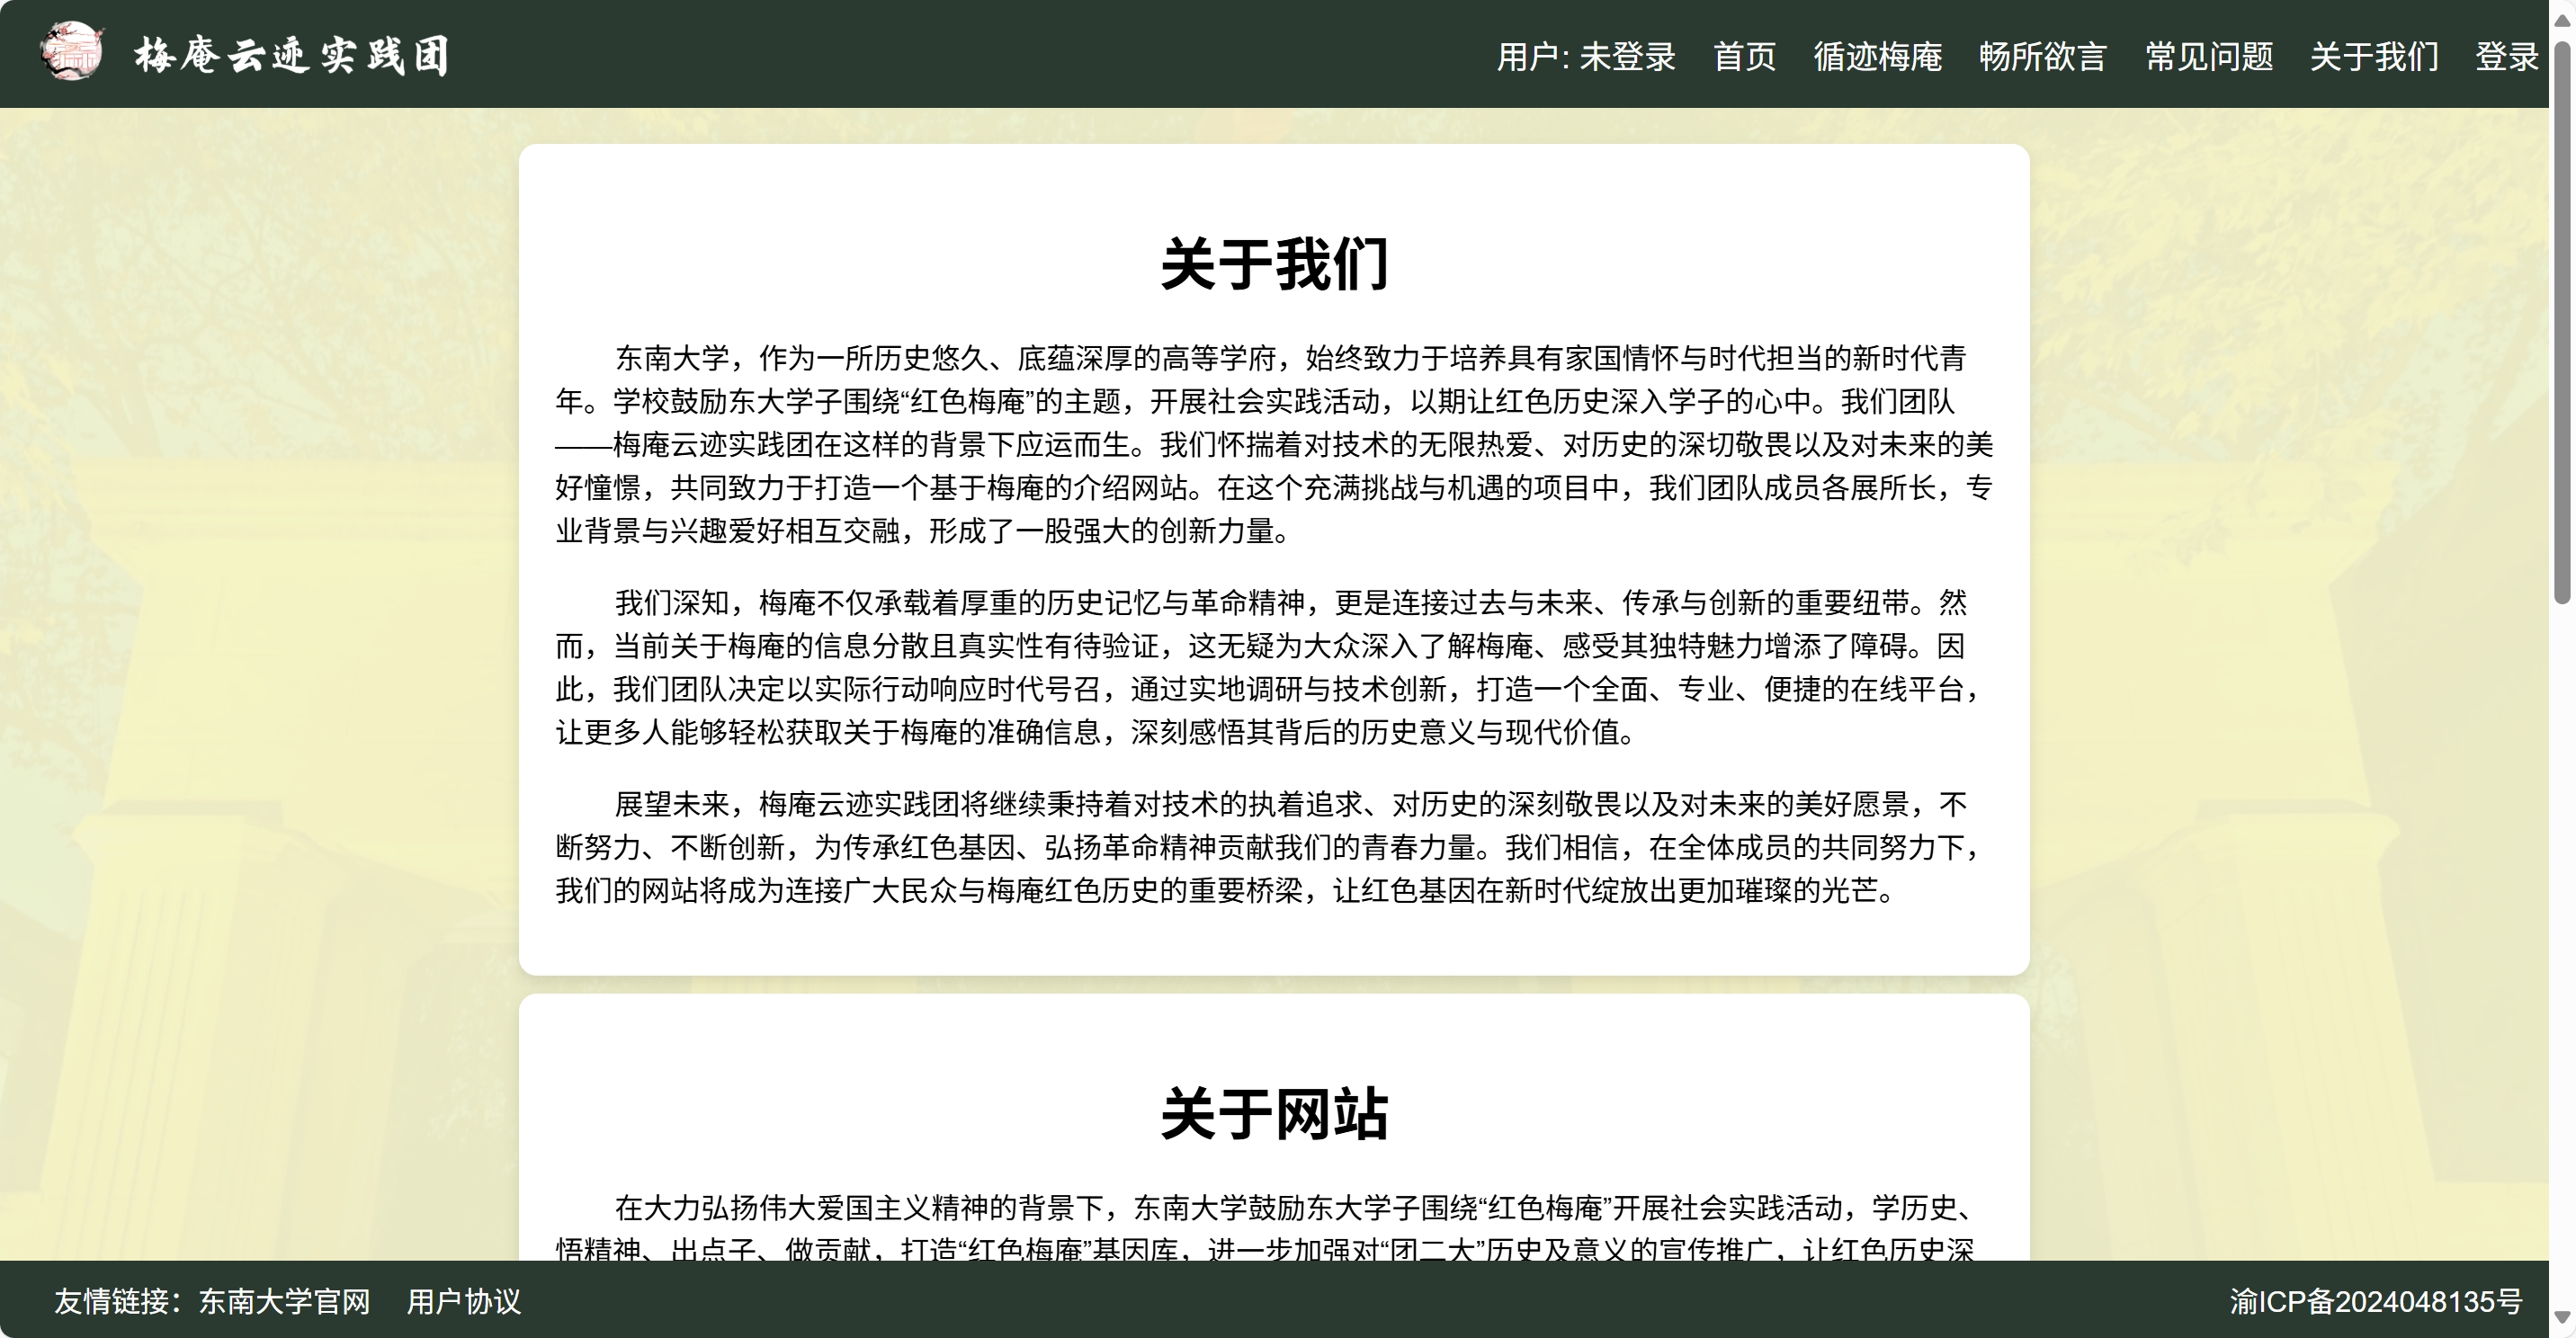 梅庵云迹实践团
用户: 未登录 首页 循迹梅庵 畅所欲言 常见问题 关于我们 登录
关于我们
东南大学，作为一所历史悠久、底蕴深厚的高等学府，始终致力于培养具有家国情怀与时代担当的新时代青
年。学校鼓励东大学子围绕“红色梅庵”的主题，开展社会实践活动，以期让红色历史深入学子的心中。我们团队
——梅庵云迹实践团在这样的背景下应运而生。我们怀揣着对技术的无限热爱、对历史的深切敬畏以及对未来的美
好憧憬，共同致力于打造一个基于梅庵的介绍网站。在这个充满挑战与机遇的项目中，我们团队成员各展所长，专
业背景与兴趣爱好相互交融，形成了一股强大的创新力量。
我们深知，梅庵不仅承载着厚重的历史记忆与革命精神，更是连接过去与未来、传承与创新的重要纽带。然
而，当前关于梅庵的信息分散且真实性有待验证，这无疑为大众深入了解梅庵、感受其独特魅力增添了障碍。因
此，我们团队决定以实际行动响应时代号召，通过实地调研与技术创新，打造一个全面、专业、便捷的在线平台，
让更多人能够轻松获取关于梅庵的准确信息，深刻感悟其背后的历史意义与现代价值。
展望未来，梅庵云迹实践团将继续秉持着对技术的执着追求、对历史的深刻敬畏以及对未来的美好愿景，不
断努力、不断创新，为传承红色基因、弘扬革命精神贡献我们的青春力量。我们相信，在全体成员的共同努力下，
我们的网站将成为连接广大民众与梅庵红色历史的重要桥梁，让红色基因在新时代绽放出更加璀璨的光芒。
关于网站
在大力弘扬伟大爱国主义精神的背景下，东南大学鼓励东大学子围绕“红色梅庵”开展社会实践活动，学历史、
悟精神、出点子、做贡献，打造“红色梅庵”基因库，进一步加强对“团二大”历史及意义的宣传推广，让红色历史深
友情链接：东南大学官网 用户协议 渝ICP备2024048135号